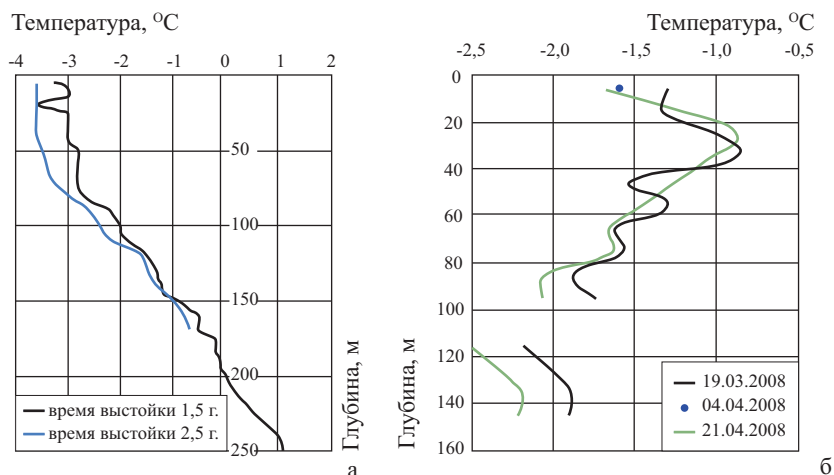 Температура, °C
-4 -3 -2 -1 0 1 2
50
100
150
200
250
Глубина, м
время выстойки 1,5 г.
время выстойки 2,5 г.
а
Температура, °C
-2,5 -2,0 -1,5 -1,0 -0,5
0
20
40
60
80
100
120
140
160
Глубина, м
19.03.2008
04.04.2008
21.04.2008
б